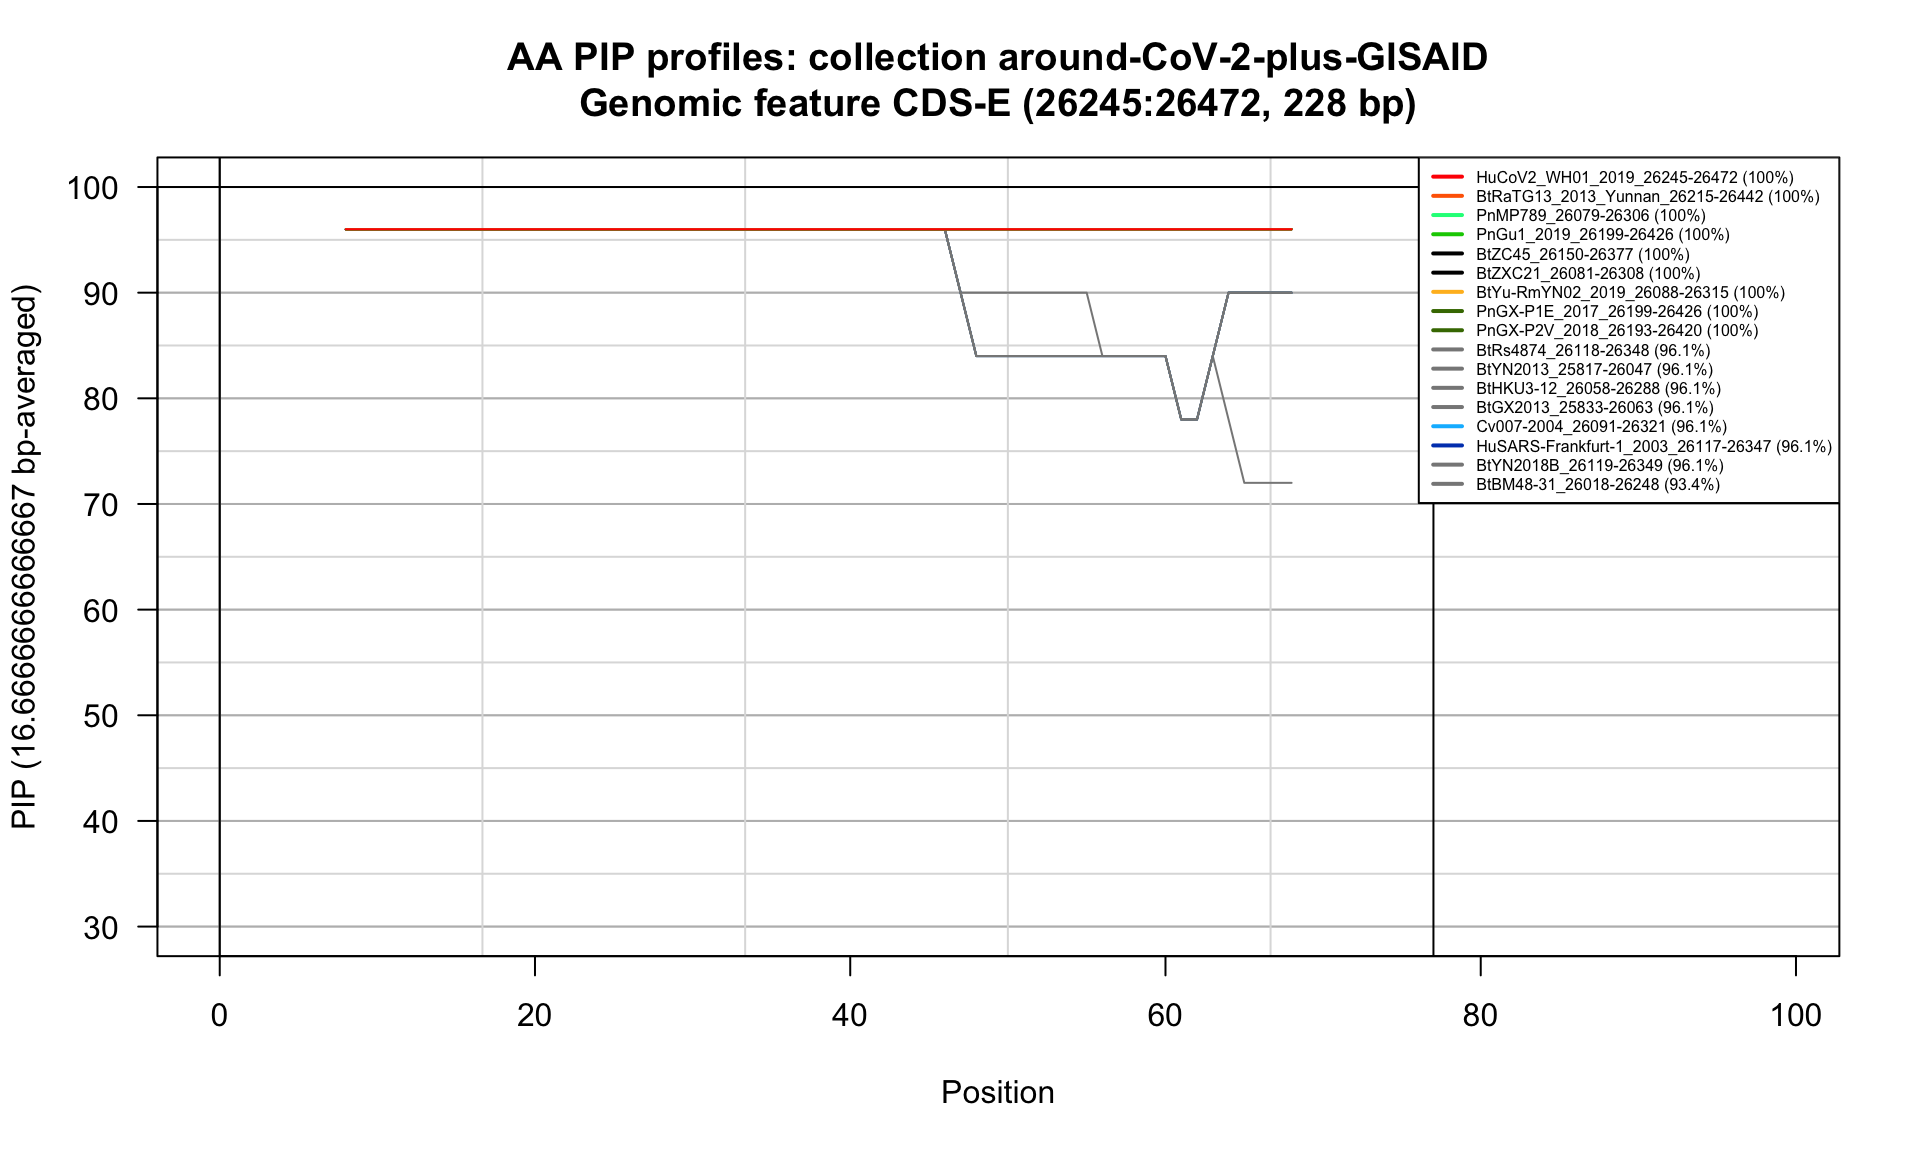 AA PIP profiles: collection around-CoV-2-plus-GISAID
Genomic feature CDS-E (26245:26472, 228 bp)
PIP (16.6666666666667 bp-averaged)
100
90
80
70
60
50
40
30
HuCoV2_WH01_2019_26245-26472 (100%)
BtRaTG13_2013_Yunnan_26215-26442 (100%)
PnMP789_26079-26306 (100%)
PnGu1_2019_26199-26426 (100%)
BtZC45_26150-26377 (100%)
BtZXC21_26081-26308 (100%)
BtYu-RmYN02_2019_26088-26315 (100%)
PnGX-P1E_2017_26199-26426 (100%)
PnGX-P2V_2018_26193-26420 (100%)
BtRs4874_26118-26348 (96.1%)
BtYN2013_25817-26047 (96.1%)
BtHKU3-12_26058-26288 (96.1%)
BtGX2013_25833-26063 (96.1%)
Cv007-2004_26091-26321 (96.1%)
HuSARS-Frankfurt-1_2003_26117-26347 (96.1%)
BtYN2018B_26119-26349 (96.1%)
BtBM48-31_26018-26248 (93.4%)
0 20 40 60 80 100
Position